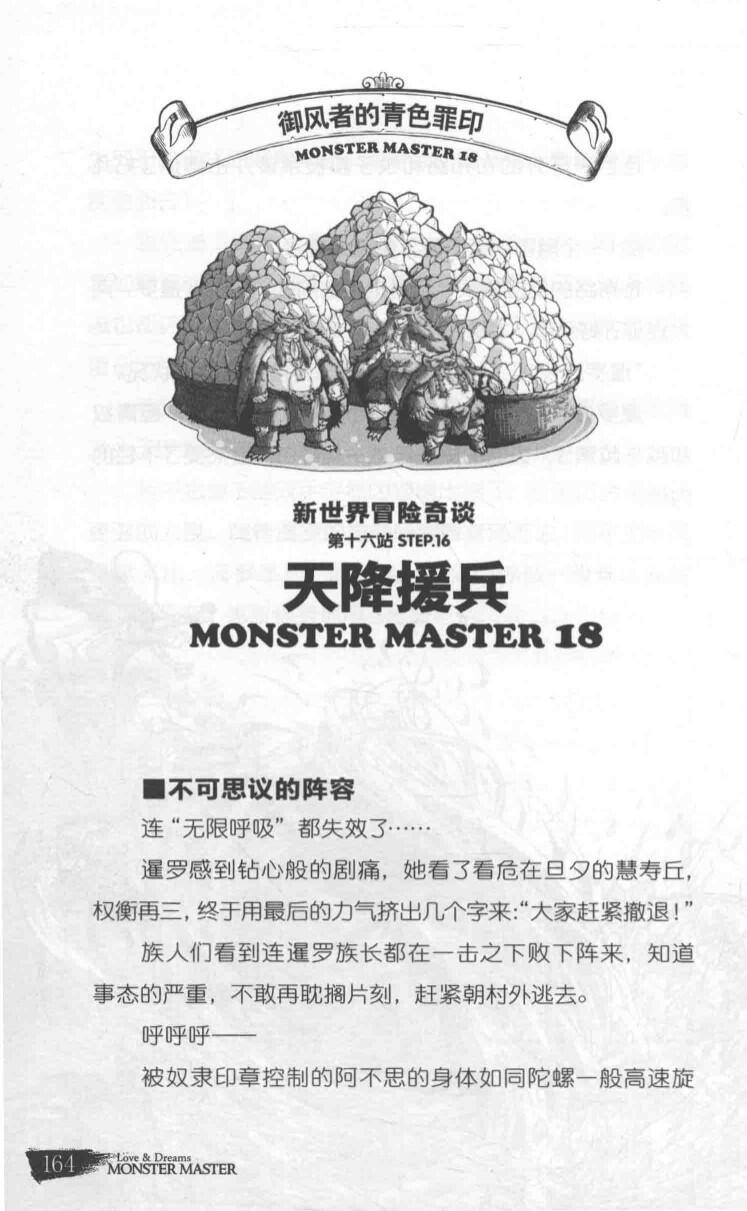 御风者的青色罪印
MONSTER MASTER 18
新世界冒险奇谈
第十六站 STEP.16
天降援兵
MONSTER MASTER 18
■不可思议的阵容
连“无限呼吸”都失效了……
暹罗感到钻心般的剧痛，她看了看危在旦夕的慧寿丘，
权衡再三，终于用最后的力气挤出几个字来：“大家赶紧撤退！”
族人们看到连暹罗族长都在一击之下败下阵来，知道
事态的严重，不敢再耽搁片刻，赶紧朝村外逃去。
呼呼呼——
被奴隶印章控制的阿不思的身体如同陀螺一般高速旋
164
Love & Dreams
MONSTER MASTER